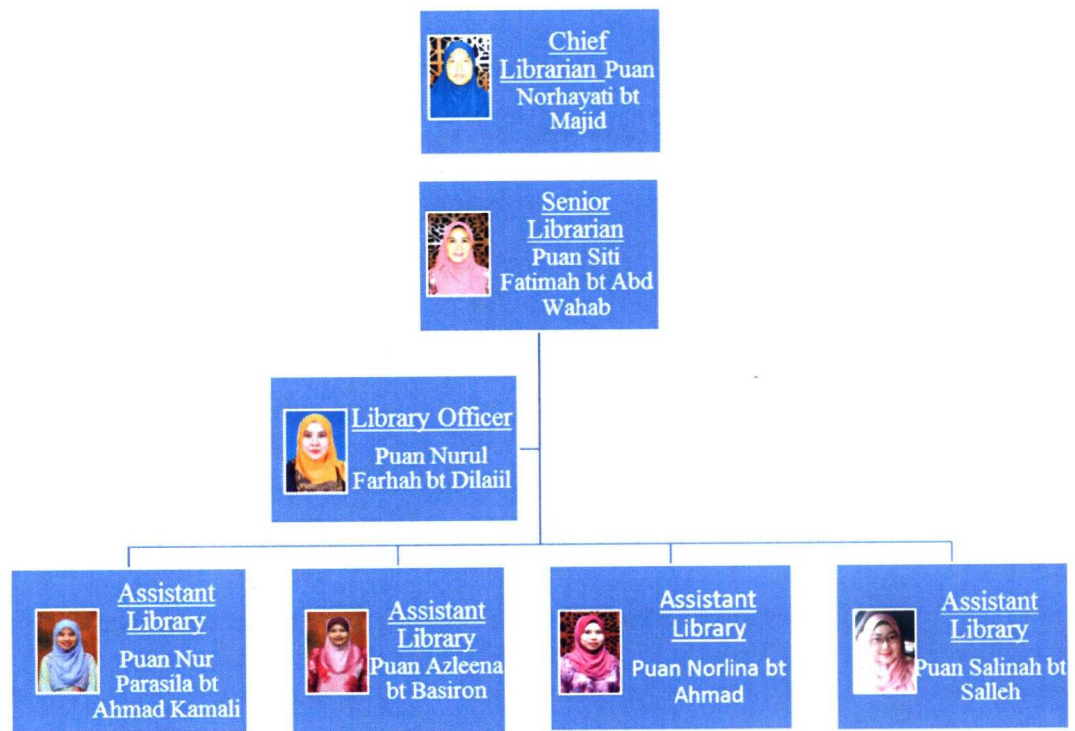 Chief
Librarian Puan
Norhayati bt
Majid
Senior
Librarian
Puan Siti
Fatimah bt Abd
Wahab
Library Officer
Puan Nurul
Farhah bt Dilaiil
Assistant
Library
Puan Nur
Parasila bt
Ahmad Kamali
Assistant
Library
Puan Azleena
bt Basiron
Assistant
Library
Puan Norlina bt
Ahmad
Assistant
Library
Puan Salinah bt
Salleh